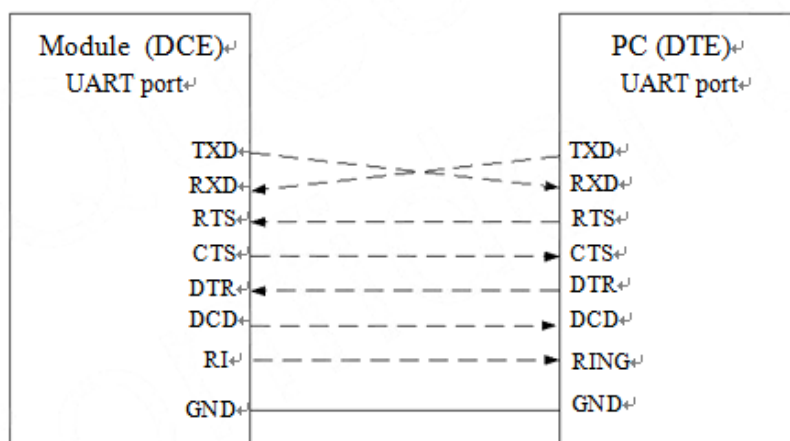 Module (DCE)
UART port
TXD
RXD
RTS
CTS
DTR
DCD
RI
GND
PC (DTE)
UART port
TXD
RXD
RTS
CTS
DTR
DCD
RING
GND